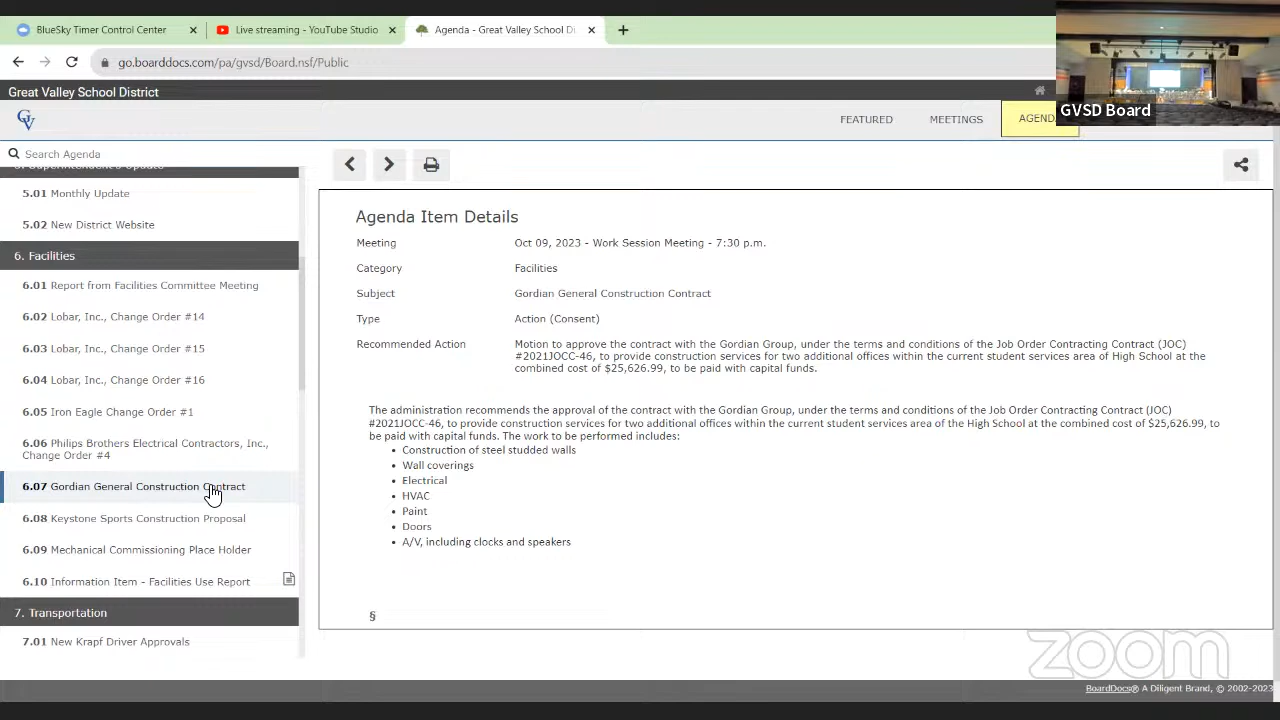 BlueSky Timer Control Center
Live streaming - YouTube Studio
Agenda - Great Valley School Di
go.boarddocs.com/pa/gvsd/Board.nsf/Public
GVSD Board
Great Valley School District
GV
FEATURED
MEETINGS
AGENDA
Search Agenda
5.01 Monthly Update
5.02 New District Website
6. Facilities
6.01 Report from Facilities Committee Meeting
6.02 Lobar, Inc., Change Order #14
6.03 Lobar, Inc., Change Order #15
6.04 Lobar, Inc., Change Order #16
6.05 Iron Eagle Change Order #1
6.06 Philips Brothers Electrical Contractors, Inc.,
Change Order #4
6.07 Gordian General Construction Contract
6.08 Keystone Sports Construction Proposal
6.09 Mechanical Commissioning Place Holder
6.10 Information Item - Facilities Use Report
7. Transportation
7.01 New Krapf Driver Approvals
Agenda Item Details
Meeting Oct 09, 2023 - Work Session Meeting - 7:30 p.m.
Category Facilities
Subject Gordian General Construction Contract
Type Action (Consent)
Recommended Action Motion to approve the contract with the Gordian Group, under the terms and conditions of the Job Order Contracting Contract (JOC)
#2021JOCC-46, to provide construction services for two additional offices within the current student services area of High School at the
combined cost of $25,626.99, to be paid with capital funds.
The administration recommends the approval of the contract with the Gordian Group, under the terms and conditions of the Job Order Contracting Contract (JOC)
#2021JOCC-46, to provide construction services for two additional offices within the current student services area of the High School at the combined cost of $25,626.99, to
be paid with capital funds. The work to be performed includes:
• Construction of steel studded walls
• Wall coverings
• Electrical
• HVAC
• Paint
• Doors
• A/V, including clocks and speakers
§
zoom
BoardDocs® A Diligent Brand, © 2002-2023